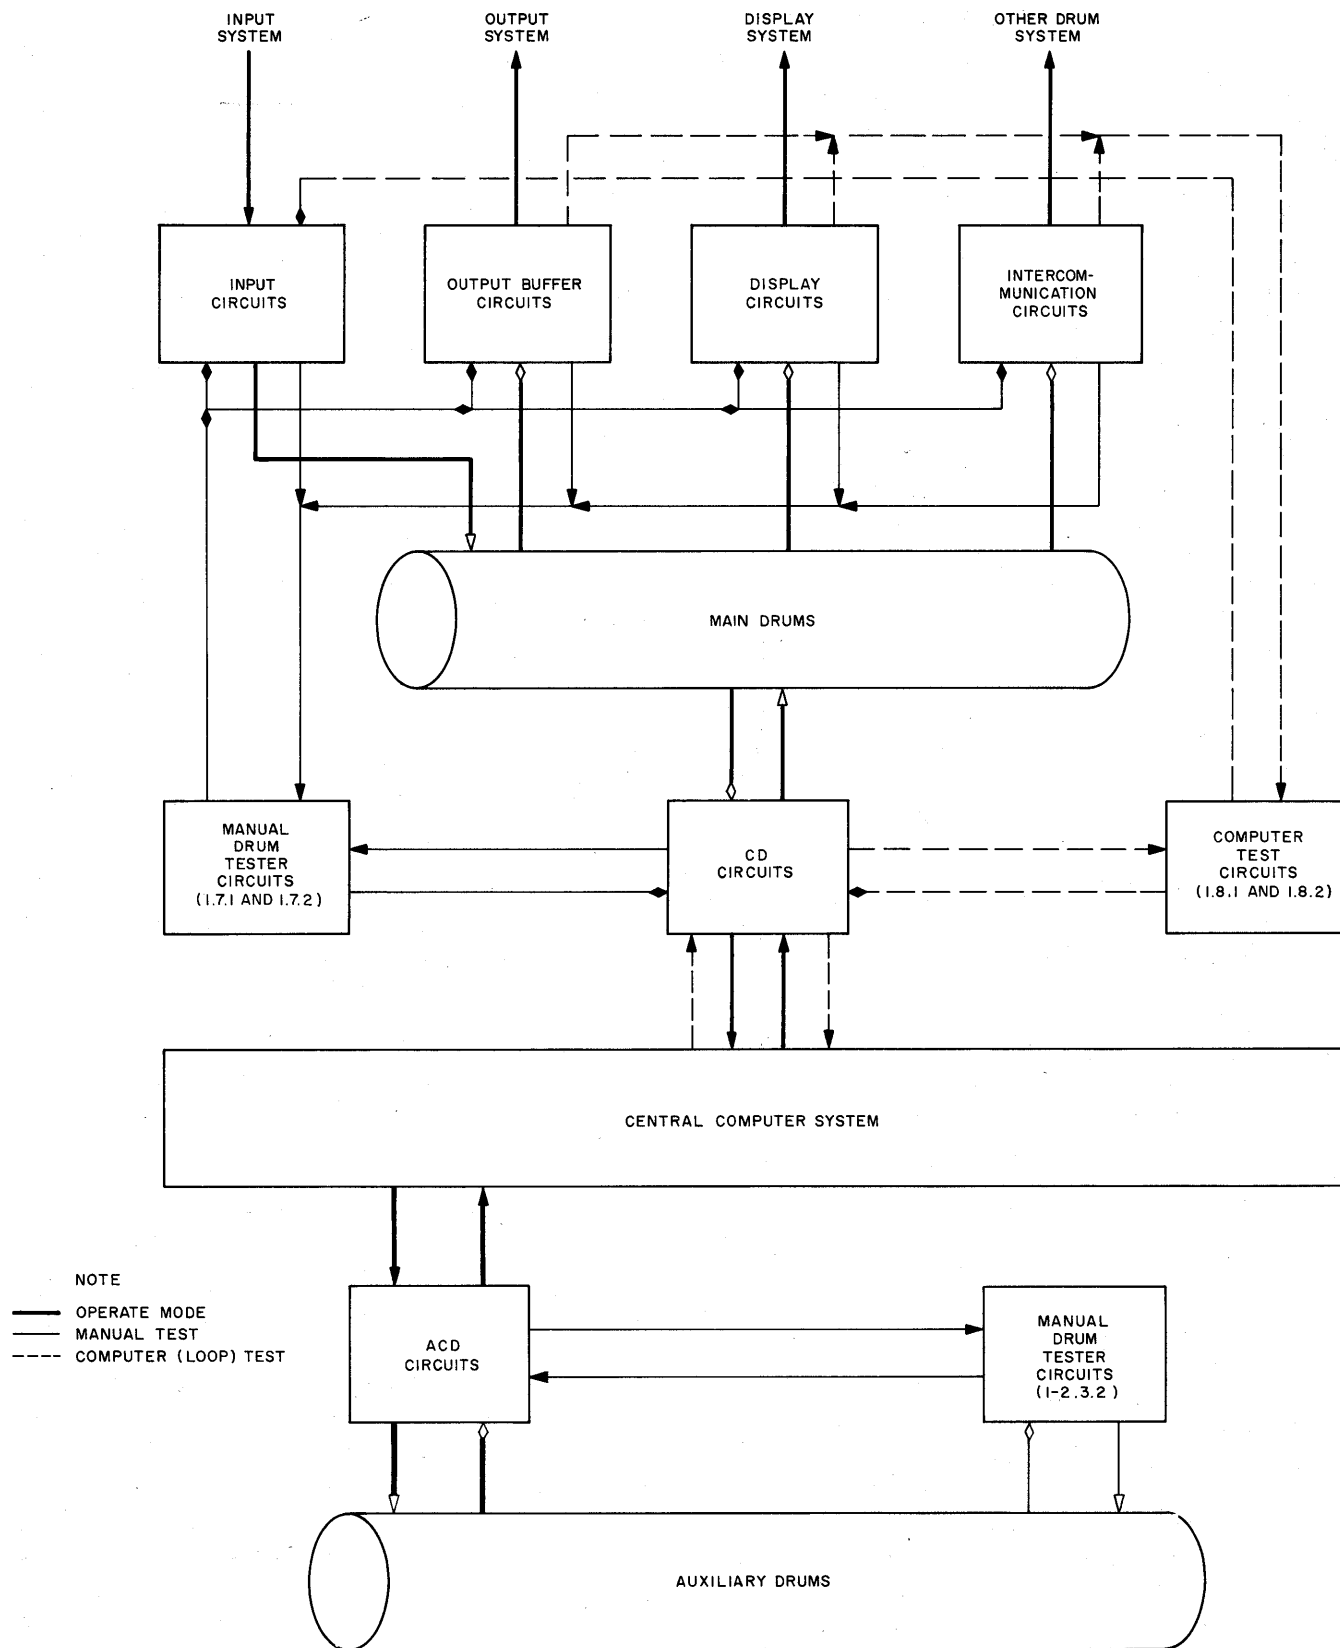 INPUT
SYSTEM
OUTPUT
SYSTEM
DISPLAY
SYSTEM
OTHER DRUM
SYSTEM
INPUT
CIRCUITS
OUTPUT BUFFER
CIRCUITS
DISPLAY
CIRCUITS
INTERCOM-
MUNICATION
CIRCUITS
MAIN DRUMS
MANUAL
DRUM
TESTER
CIRCUITS
(1.7.1 AND 1.7.2)
CD
CIRCUITS
COMPUTER
TEST
CIRCUITS
(1.8.1 AND 1.8.2)
CENTRAL COMPUTER SYSTEM
NOTE
OPERATE MODE
MANUAL TEST
COMPUTER (LOOP) TEST
ACD
CIRCUITS
MANUAL
DRUM
TESTER
CIRCUITS
(1-2.3.2)
AUXILIARY DRUMS